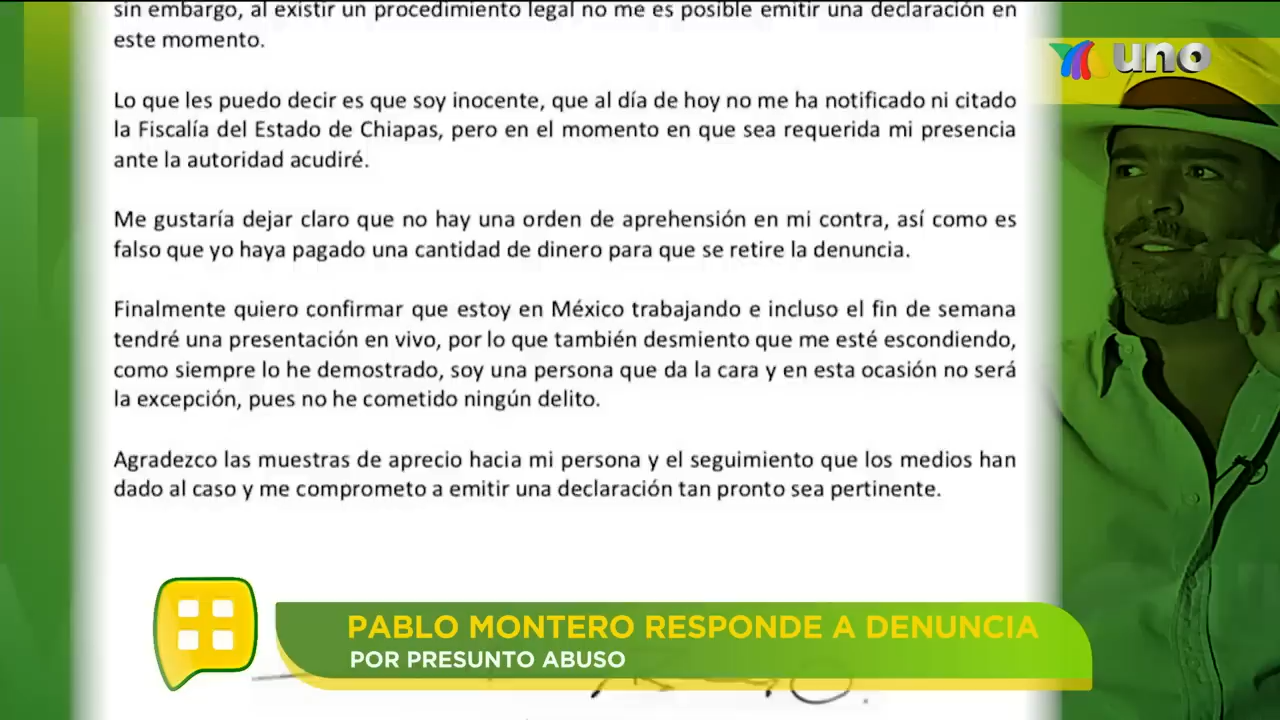 sin embargo, al existir un procedimiento legal no me es posible emitir una declaración en
este momento.
Lo que les puedo decir es que soy inocente, que al día de hoy no me ha notificado ni citado
la Fiscalía del Estado de Chiapas, pero en el momento en que sea requerida mi presencia
ante la autoridad acudiré.
Me gustaría dejar claro que no hay una orden de aprehensión en mi contra, así como es
falso que yo haya pagado una cantidad de dinero para que se retire la denuncia.
Finalmente quiero confirmar que estoy en México trabajando e incluso el fin de semana
tendré una presentación en vivo, por lo que también desmiento que me esté escondiendo,
como siempre lo he demostrado, soy una persona que da la cara y en esta ocasión no será
la excepción, pues no he cometido ningún delito.
Agradezco las muestras de aprecio hacia mi persona y el seguimiento que los medios han
dado al caso y me comprometo a emitir una declaración tan pronto sea pertinente.
uno
PABLO MONTERO RESPONDE A DENUNCIA
POR PRESUNTO ABUSO